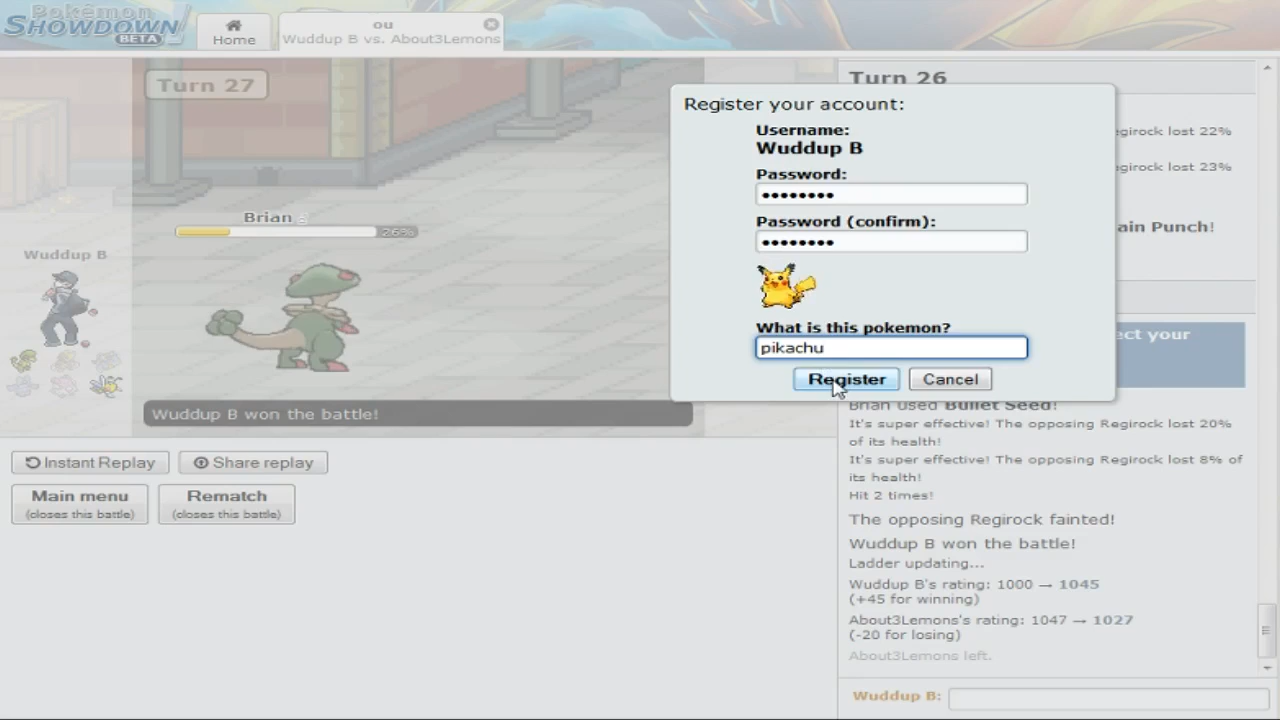 Pokémon
SHOWDOWN
BETA
Home
ou
Wuddup B vs. About3Lemons
Turn 27
Brian
26%
Wuddup B
Wuddup B won the battle!
Instant Replay
Share replay
Main menu
(closes this battle)
Rematch
(closes this battle)
Register your account:
Username:
Wuddup B
Password:
••••••••
Password (confirm):
••••••••
What is this pokemon?
pikachu
Register
Cancel
Turn 26
egirock lost 22%
egirock lost 23%
ain Punch!
ect your
Brian used Bullet Seed!
It's super effective! The opposing Regirock lost 20%
of its health!
It's super effective! The opposing Regirock lost 8% of
its health!
Hit 2 times!
The opposing Regirock fainted!
Wuddup B won the battle!
Ladder updating...
Wuddup B's rating: 1000 → 1045
(+45 for winning)
About3Lemons's rating: 1047 → 1027
(-20 for losing)
About3Lemons left.
Wuddup B: